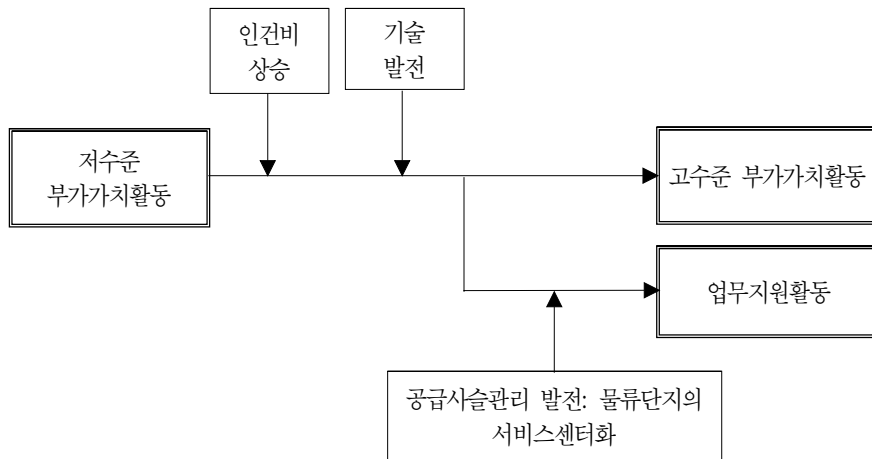 인건비
상승
기술
발전
저수준
부가가치활동
고수준 부가가치활동
업무지원활동
공급사슬관리 발전: 물류단지의
서비스센터화